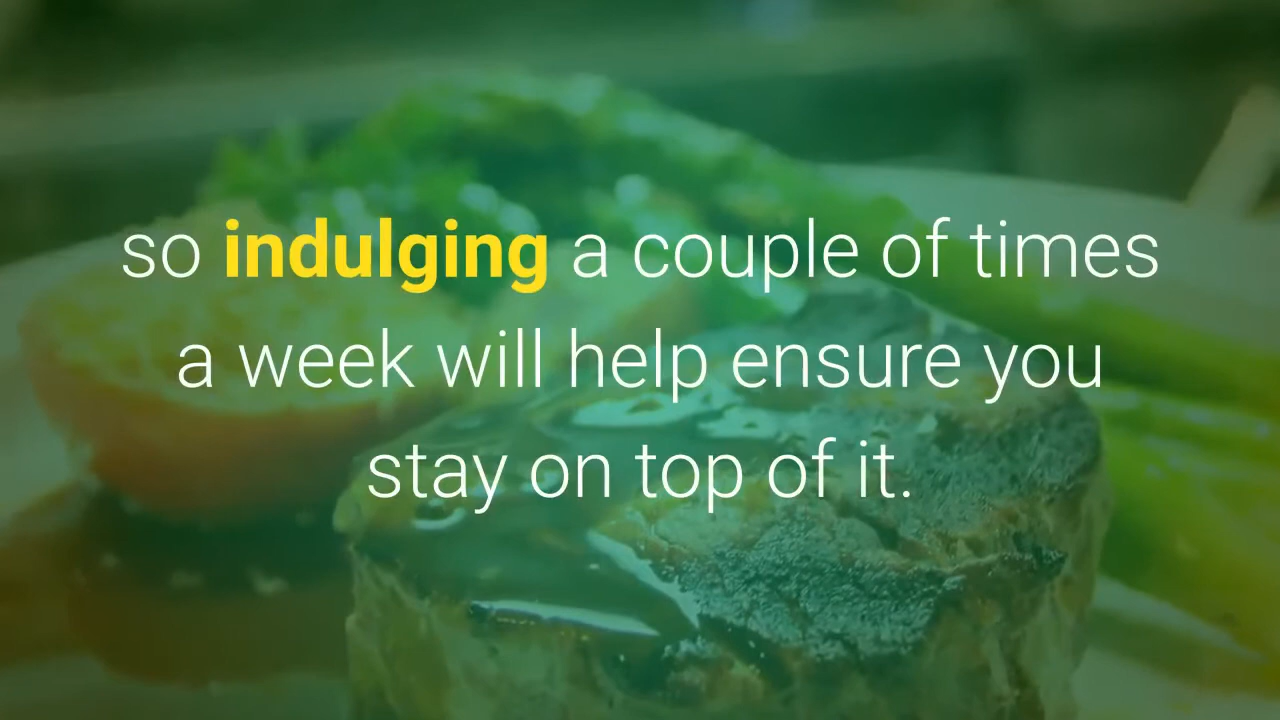 so indulging a couple of times
a week will help ensure you
stay on top of it.